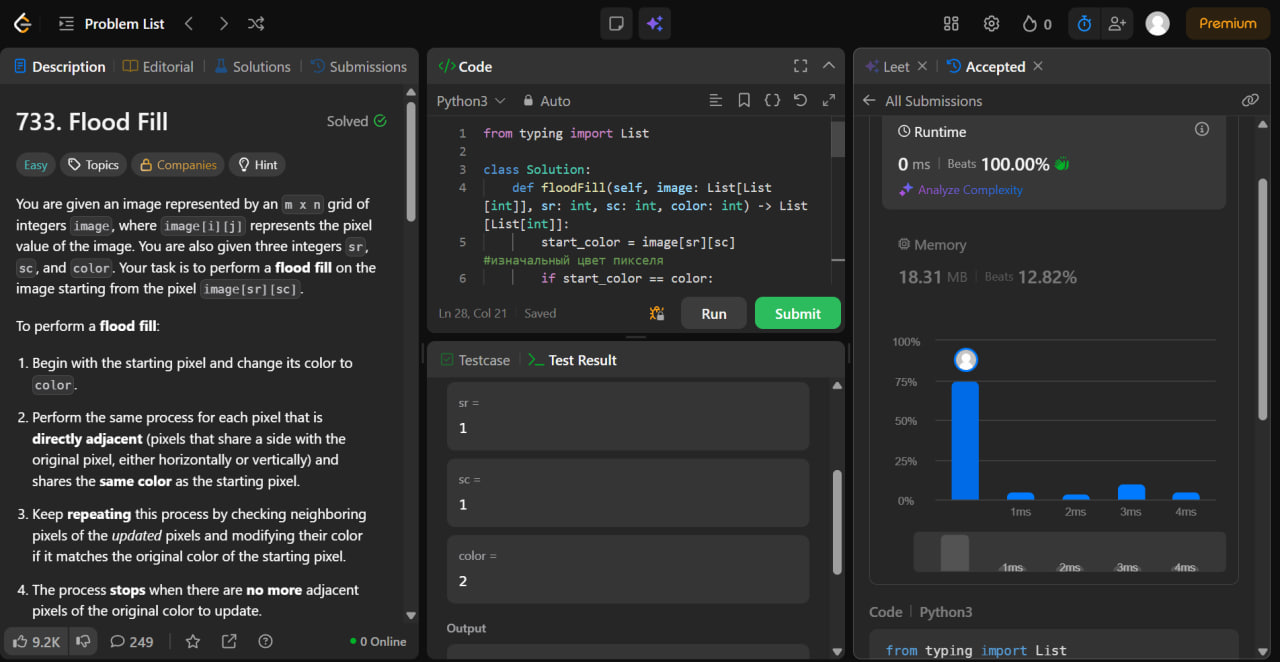 Problem List
0
Premium
Description
Editorial
Solutions
Submissions
733. Flood Fill
Solved
Easy
Topics
Companies
Hint
You are given an image represented by an m x n grid of
integers image, where image[i][j] represents the pixel
value of the image. You are also given three integers sr,
sc, and color. Your task is to perform a flood fill on the
image starting from the pixel image[sr][sc].
To perform a flood fill:
1. Begin with the starting pixel and change its color to
color.
2. Perform the same process for each pixel that is
directly adjacent (pixels that share a side with the
original pixel, either horizontally or vertically) and
shares the same color as the starting pixel.
3. Keep repeating this process by checking neighboring
pixels of the updated pixels and modifying their color
if it matches the original color of the starting pixel.
4. The process stops when there are no more adjacent
pixels of the original color to update.
9.2K
249
0 Online
</> Code
Python3
Auto
1 from typing import List
2
3 class Solution:
4 def floodFill(self, image: List[List
[int]], sr: int, sc: int, color: int) -> List
[List[int]]:
5 start_color = image[sr][sc]
#изначальный цвет пикселя
6 if start_color == color:
Ln 28, Col 21
Saved
Run
Submit
Testcase
Test Result
sr =
1
sc =
1
color =
2
Output
Leet
Accepted
All Submissions
Runtime
0 ms | Beats 100.00%
Analyze Complexity
Memory
18.31 MB | Beats 12.82%
100%
75%
50%
25%
0%
1ms 2ms 3ms 4ms
1ms 2ms 3ms 4ms
Code | Python3
from typing import List